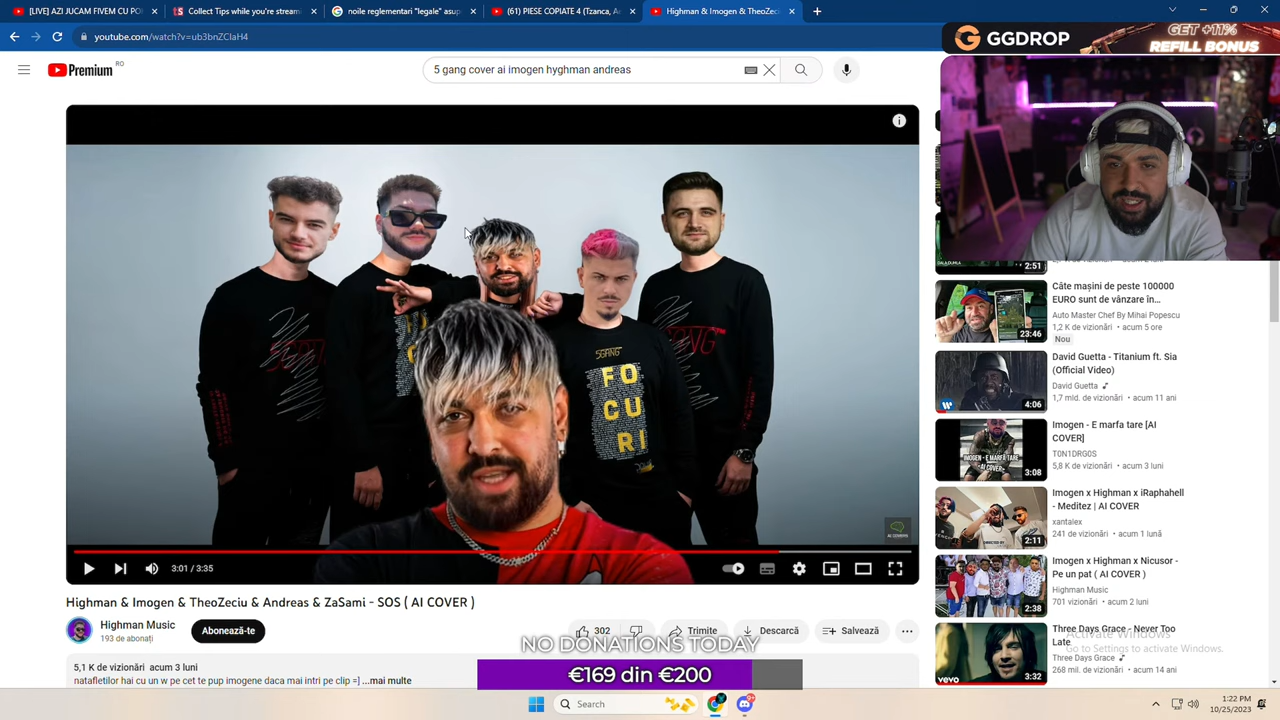 [LIVE] AZI JUCAM FIVEM CU PO
Collect Tips while you're stream
noile reglementari "legale" asup
(61) PIESE COPIATE 4 (Tzanca, A
Highman & Imogen & TheoZec
youtube.com/watch?v=ub3bnZCIaH4
GGDROP
GET +11%
REFILL BONUS
Premium RO
5 gang cover ai imogen hyghman andreas
SGANG
FO
CU
RI
3:01 / 3:35
Highman & Imogen & TheoZeciu & Andreas & ZaSami - SOS ( AI COVER )
Highman Music
193 de abonați
Abonează-te
302
Trimite
Descarcă
Salvează
5,1 K de vizionări acum 3 luni
natafletilor hai cu un w pe cet te pup imogene daca mai intri pe clip =] ...mai multe
NO DONATIONS TODAY
€169 din €200
2:51
Câte mașini de peste 100000
EURO sunt de vânzare în...
Auto Master Chef By Mihai Popescu
1,2 K de vizionări • acum 5 ore
Nou
23:46
David Guetta - Titanium ft. Sia
(Official Video)
David Guetta
1,7 mld. de vizionări • acum 11 ani
4:06
Imogen - E marfa tare [AI
COVER]
T0N1DRG0S
5,8 K de vizionări • acum 3 luni
IMOGEN - E MARFA TARE
3:08
Imogen x Highman x iRaphahell
- Meditez | AI COVER
xantalex
241 de vizionări • acum 1 lună
2:11
Imogen x Highman x Nicusor -
Pe un pat ( AI COVER )
Highman Music
701 vizionări • acum 2 luni
2:38
Three Days Grace - Never Too
Late
Three Days Grace
268 mil. de vizionări • acum 14 ani
vevo
3:32
Activate Windows
Go to Settings to activate Windows.
Search
1:22 PM
10/25/2023